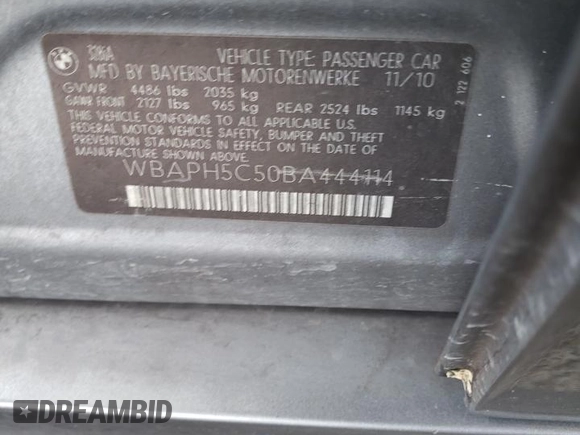 BMW
328i VEHICLE TYPE: PASSENGER CAR
MFD BY BAYERISCHE MOTORENWERKE 11/10
GVWR 4486 lbs 2035 kg
GAWR FRONT 2127 lbs 965 kg REAR 2524 lbs 1145 kg
THIS VEHICLE CONFORMS TO ALL APPLICABLE U.S.
FEDERAL MOTOR VEHICLE SAFETY, BUMPER AND THEFT
PREVENTION STANDARDS IN EFFECT ON THE DATE OF
MANUFACTURE SHOWN ABOVE.
WBAPH5C50BA444114
2 122 606
DREAMBID